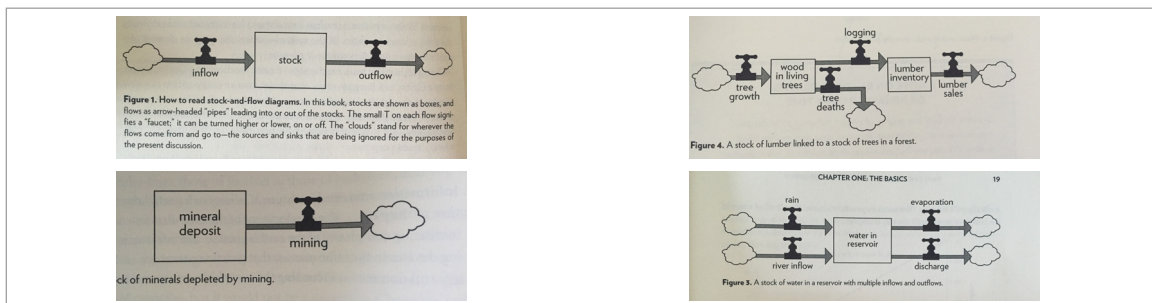 inflow
stock
outflow
Figure 1. How to read stock-and-flow diagrams. In this book, stocks are shown as boxes, and
flows as arrow-headed "pipes" leading into or out of the stocks. The small T on each flow signi-
fies a "faucet;" it can be turned higher or lower, on or off. The "clouds" stand for wherever the
flows come from and go to—the sources and sinks that are being ignored for the purposes of
the present discussion.
logging
wood
in living
trees
lumber
inventory
tree
growth
tree
deaths
lumber
sales
Figure 4. A stock of lumber linked to a stock of trees in a forest.
mineral
deposit
mining
ck of minerals depleted by mining.
CHAPTER ONE: THE BASICS 19
rain
evaporation
water in
reservoir
river inflow
discharge
Figure 3. A stock of water in a reservoir with multiple inflows and outflows.